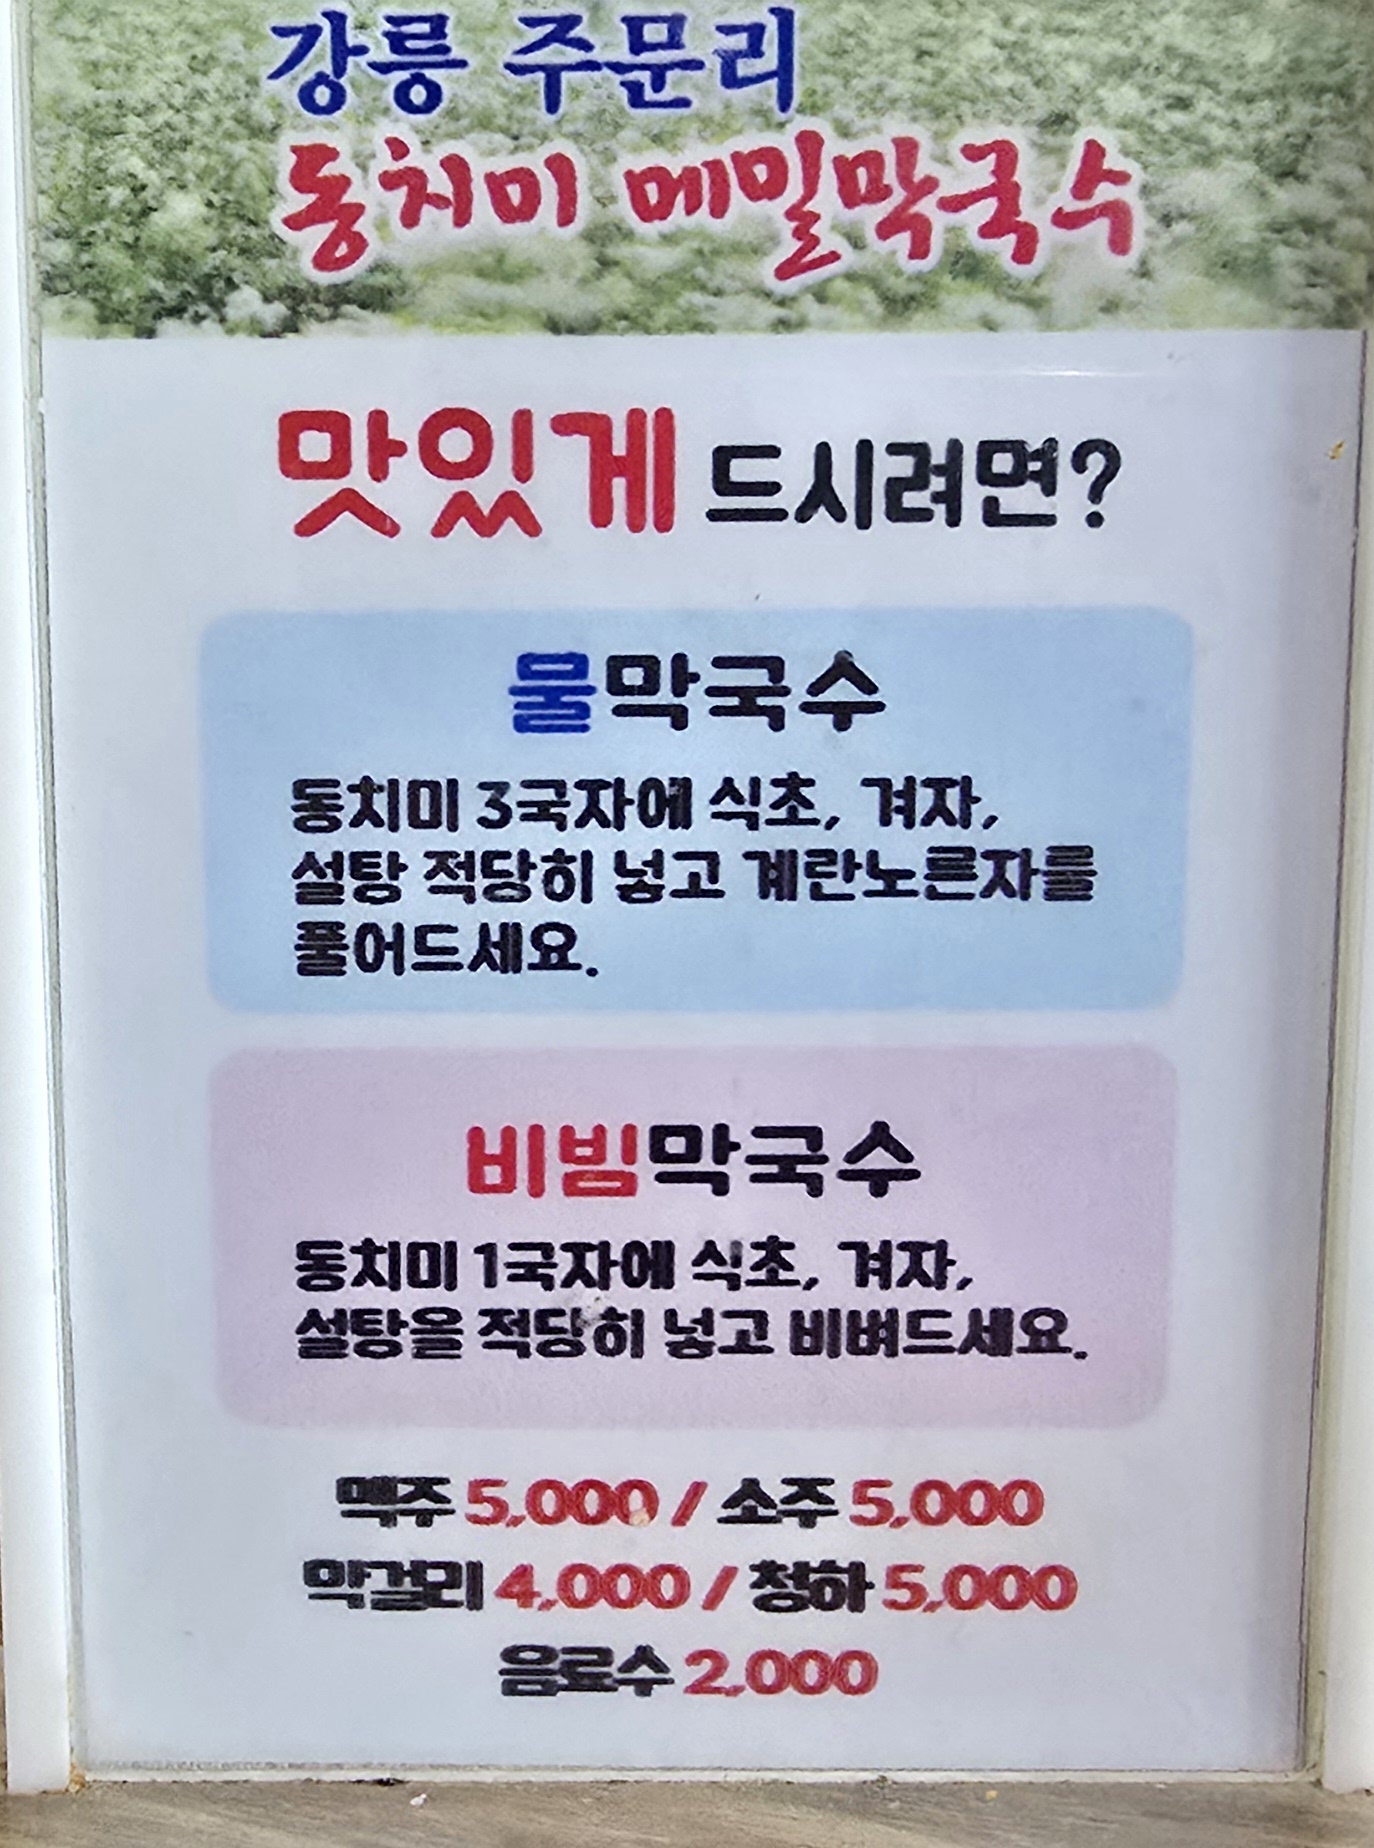 강릉 주문리
동치미 메밀막국수
맛있게 드시려면?
물막국수
동치미 3국자에 식초, 겨자,
설탕 적당히 넣고 계란노른자를
풀어드세요.
비빔막국수
동치미 1국자에 식초, 겨자,
설탕을 적당히 넣고 비벼드세요.
맥주 5,000 / 소주 5,000
막걸리 4,000 / 청하 5,000
음료수 2,000